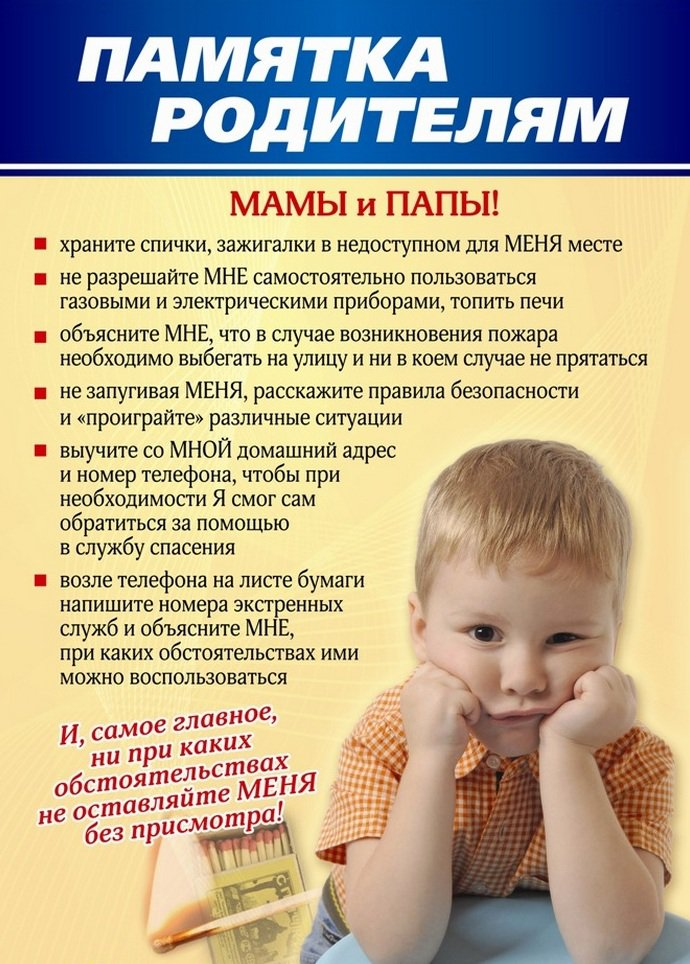 ПАМЯТКА
РОДИТЕЛЯМ
МАМЫ и ПАПЫ!
храните спички, зажигалки в недоступном для МЕНЯ месте
не разрешайте МНЕ самостоятельно пользоваться
газовыми и электрическими приборами, топить печи
объясните МНЕ, что в случае возникновения пожара
необходимо выбегать на улицу и ни в коем случае не прятаться
не запугивая МЕНЯ, расскажите правила безопасности
и «проиграйте» различные ситуации
выучите со МНОЙ домашний адрес
и номер телефона, чтобы при
необходимости Я смог сам
обратиться за помощью
в службу спасения
возле телефона на листе бумаги
напишите номера экстренных
служб и объясните МНЕ,
при каких обстоятельствах ими
можно воспользоваться
И, самое главное,
ни при каких
обстоятельствах
не оставляйте МЕНЯ
без присмотра!